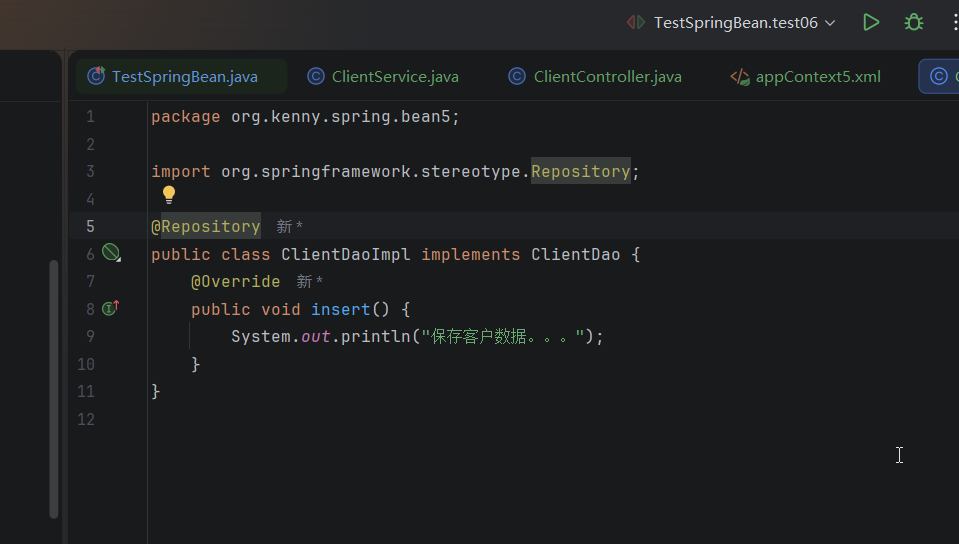 TestSpringBean.test06
TestSpringBean.java ClientService.java ClientController.java appContext5.xml
1 package org.kenny.spring.bean5;
2
3 import org.springframework.stereotype.Repository;
4
5 @Repository 新 *
6 public class ClientDaoImpl implements ClientDao {
7 @Override 新 *
8 public void insert() {
9 System.out.println("保存客户数据。。。");
10 }
11 }
12